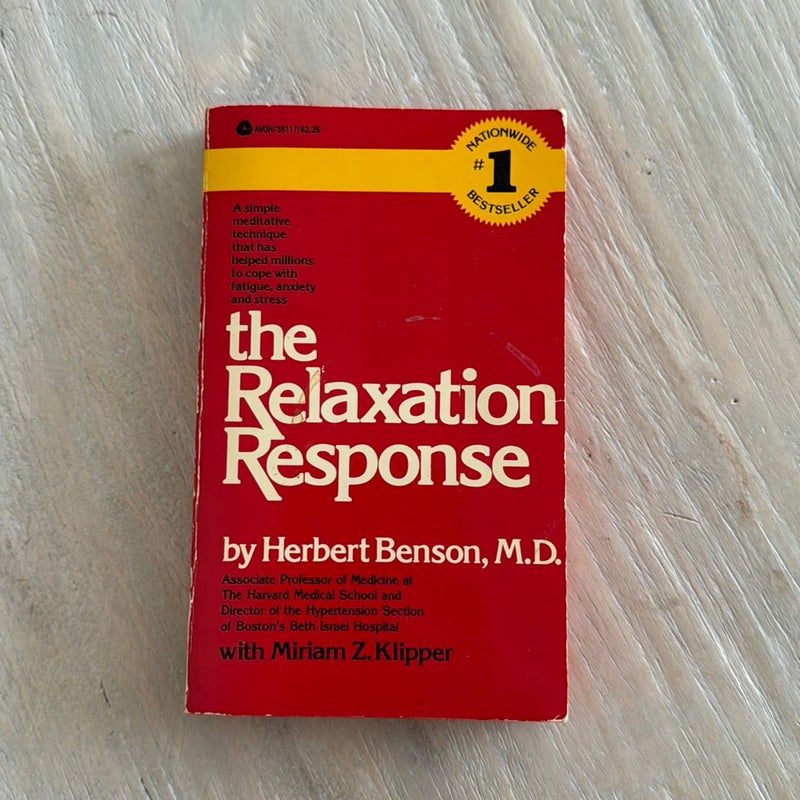 AVON/38117/$2.25
NATIONWIDE
#1
BESTSELLER
A simple
meditative
technique
that has
helped millions
to cope with
fatigue, anxiety
and stress
the
Relaxation
Response
by Herbert Benson, M.D.
Associate Professor of Medicine at
The Harvard Medical School and
Director of the Hypertension Section
of Boston's Beth Israel Hospital
with Miriam Z. Klipper